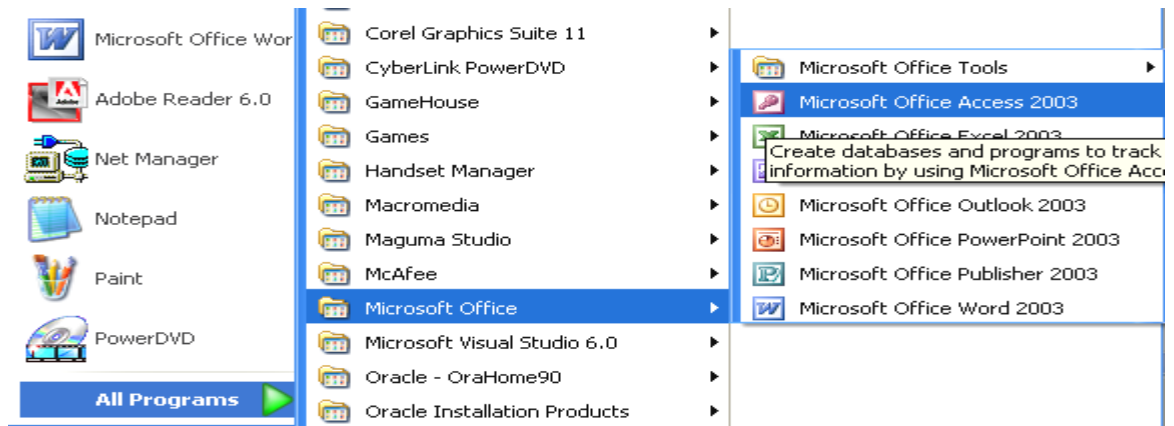 Microsoft Office Wor
Adobe Reader 6.0
Net Manager
Notepad
Paint
PowerDVD
All Programs
Corel Graphics Suite 11
CyberLink PowerDVD
GameHouse
Games
Handset Manager
Macromedia
Maguma Studio
McAfee
Microsoft Office
Microsoft Visual Studio 6.0
Oracle - OraHome90
Oracle Installation Products
Microsoft Office Tools
Microsoft Office Access 2003
Microsoft Office Excel 2003
Create databases and programs to track
information by using Microsoft Office Acc
Microsoft Office Outlook 2003
Microsoft Office PowerPoint 2003
Microsoft Office Publisher 2003
Microsoft Office Word 2003